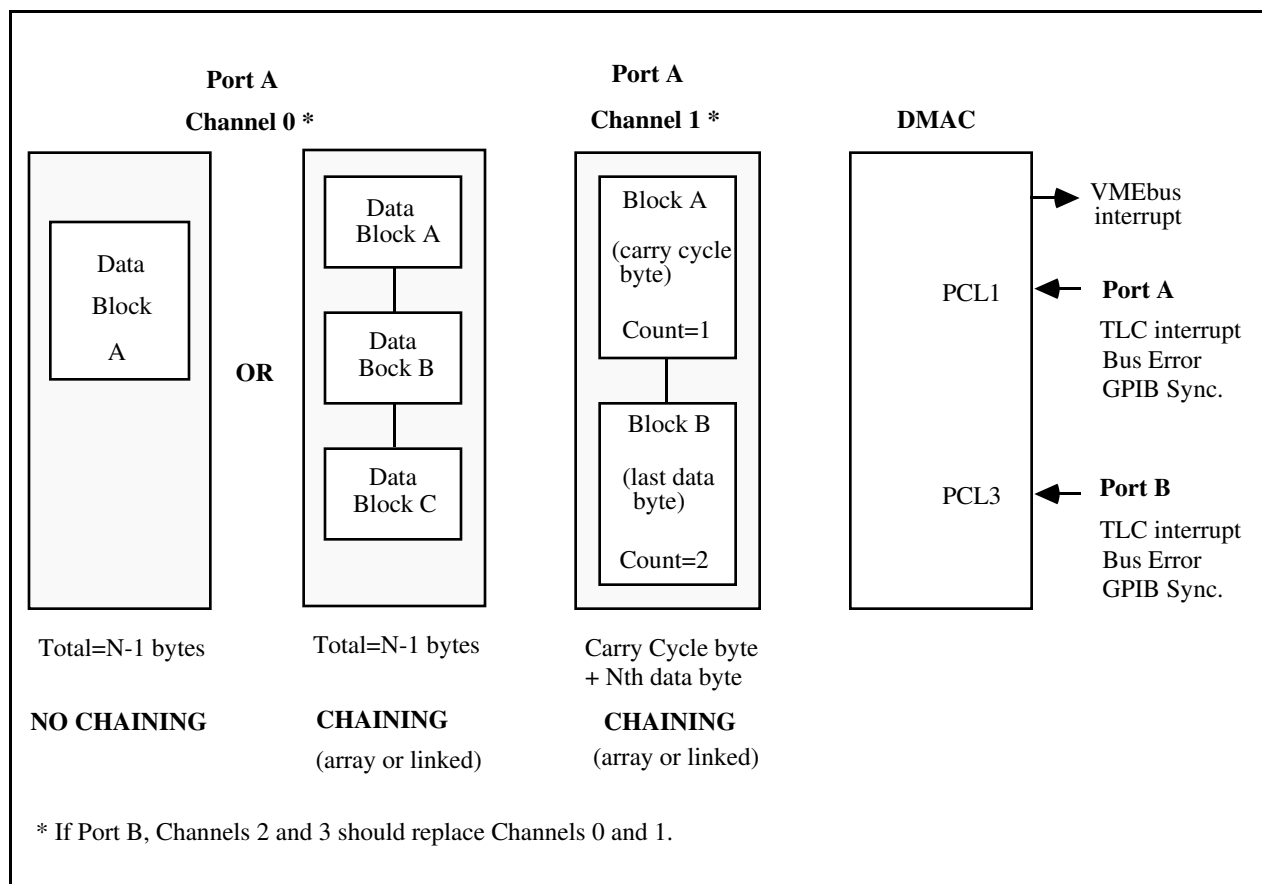 Port A
Channel 0 *
Data
Block
A
Total=N-1 bytes
NO CHAINING
OR
Data
Block A
Data
Bock B
Data
Block C
Total=N-1 bytes
CHAINING
(array or linked)
Port A
Channel 1 *
Block A
(carry cycle
byte)
Count=1
Block B
(last data
byte)
Count=2
Carry Cycle byte
+ Nth data byte
CHAINING
(array or linked)
DMAC
VMEbus
interrupt
PCL1
Port A
TLC interrupt
Bus Error
GPIB Sync.
PCL3
Port B
TLC interrupt
Bus Error
GPIB Sync.
* If Port B, Channels 2 and 3 should replace Channels 0 and 1.